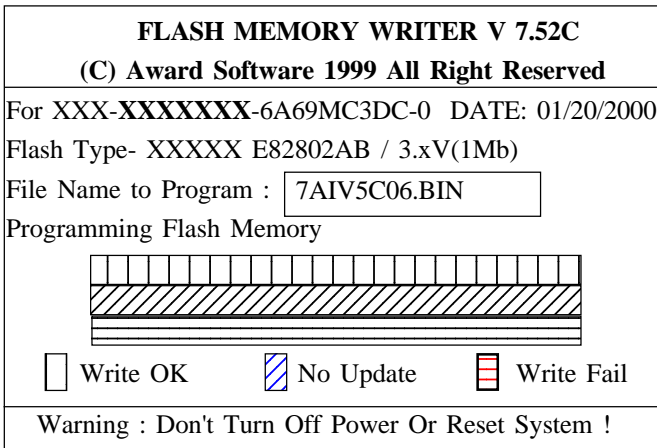 FLASH MEMORY WRITER V 7.52C
(C) Award Software 1999 All Right Reserved
For XXX-XXXXXXX-6A69MC3DC-0 DATE: 01/20/2000
Flash Type- XXXXX E82802AB / 3.xV(1Mb)
File Name to Program : 7AIV5C06.BIN
Programming Flash Memory
Write OK No Update Write Fail
Warning : Don't Turn Off Power Or Reset System !